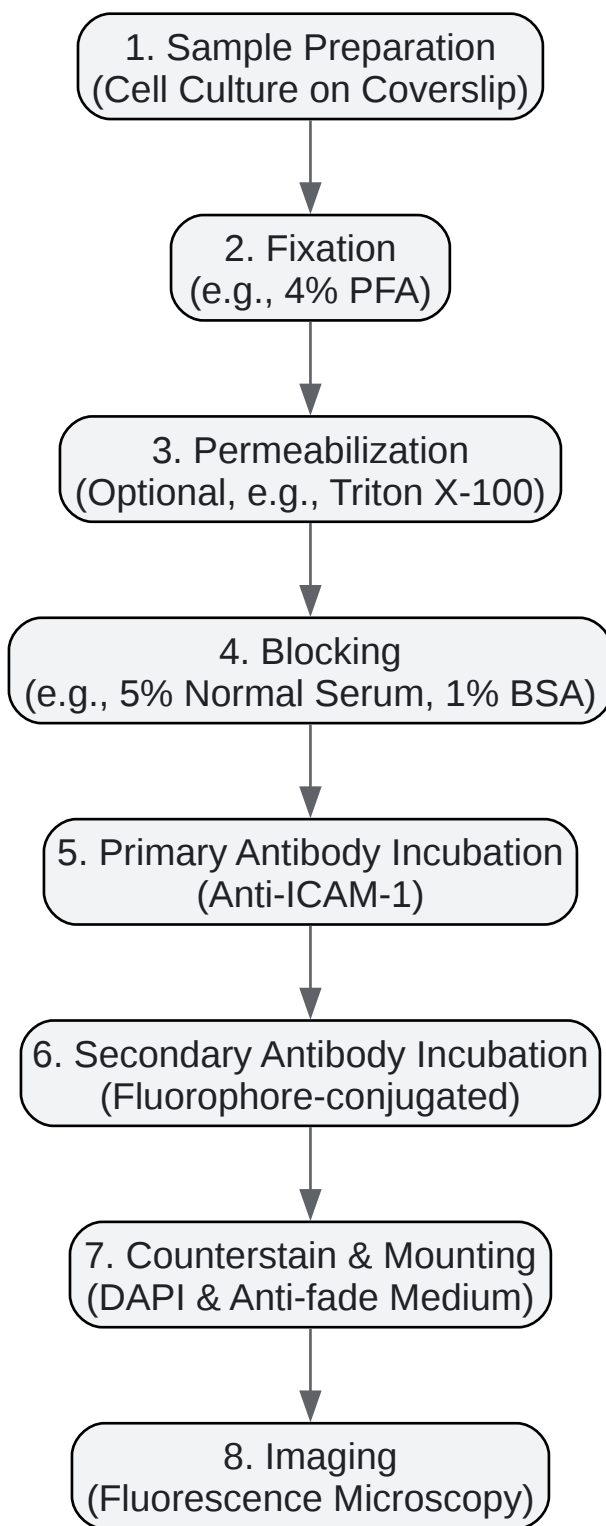 1. Sample Preparation
(Cell Culture on Coverslip)
2. Fixation
(e.g., 4% PFA)
3. Permeabilization
(Optional, e.g., Triton X-100)
4. Blocking
(e.g., 5% Normal Serum, 1% BSA)
5. Primary Antibody Incubation
(Anti-ICAM-1)
6. Secondary Antibody Incubation
(Fluorophore-conjugated)
7. Counterstain & Mounting
(DAPI & Anti-fade Medium)
8. Imaging
(Fluorescence Microscopy)